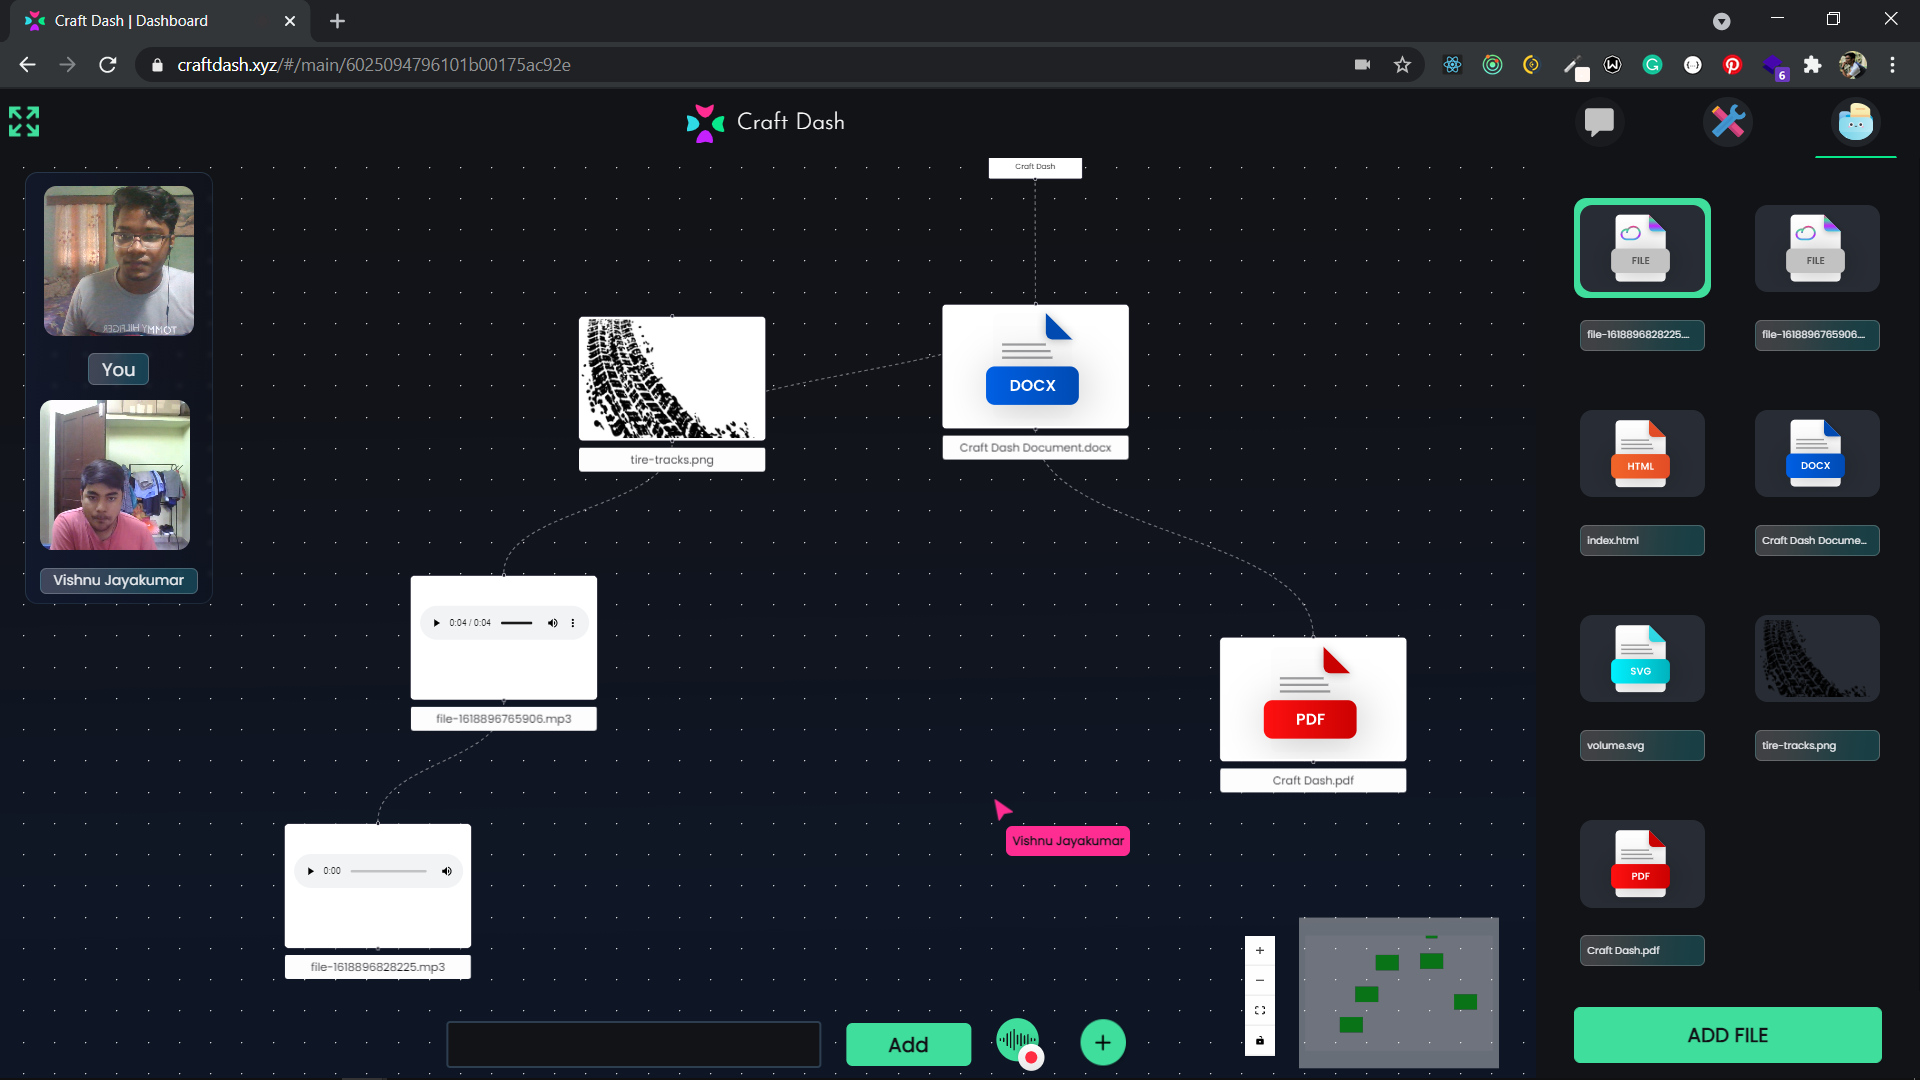 Craft Dash | Dashboard
craftdash.xyz/#/main/6025094796101b00175ac92e
6
Craft Dash
Craft Dash
TOMMY HILFIGER
You
Vishnu Jayakumar
tire-tracks.png
DOCX
Craft Dash Document.docx
0:04 / 0:04
file-1618896765906.mp3
PDF
Craft Dash.pdf
Vishnu Jayakumar
0:00
file-1618896828225.mp3
Add
FILE
FILE
file-1618896828225....
file-1618896765906....
HTML
DOCX
index.html
Craft Dash Docume...
SVG
volume.svg
tire-tracks.png
PDF
Craft Dash.pdf
ADD FILE